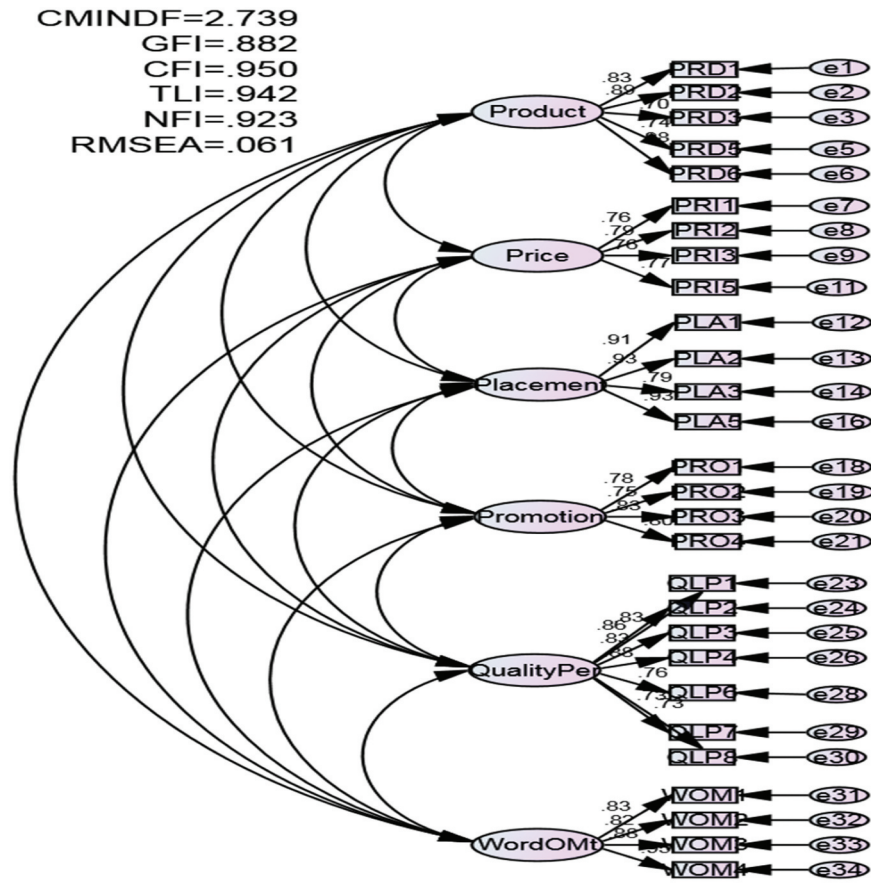 CMINDF=2.739
GFI=.882
CFI=.950
TLI=.942
NFI=.923
RMSEA=.061
Product
.83
.89
.70
.74
PRD1 e1
PRD2 e2
PRD3 e3
PRD5 e5
PRD6 e6
Price
.76
.79
.76
.77
PRI1 e7
PRI2 e8
PRI3 e9
PRI5 e11
Placement
.91
.93
.79
.93
PLA1 e12
PLA2 e13
PLA3 e14
PLA5 e16
Promotion
.78
.75
.83
PRO1 e18
PRO2 e19
PRO3 e20
PRO4 e21
QualityPer
.83
.86
.83
.88
.76
.73
.73
QLP1 e23
QLP2 e24
QLP3 e25
QLP4 e26
QLP6 e28
QLP7 e29
QLP8 e30
WordOMt
.83
.82
.88
WOM1 e31
WOM2 e32
WOM3 e33
WOM4 e34